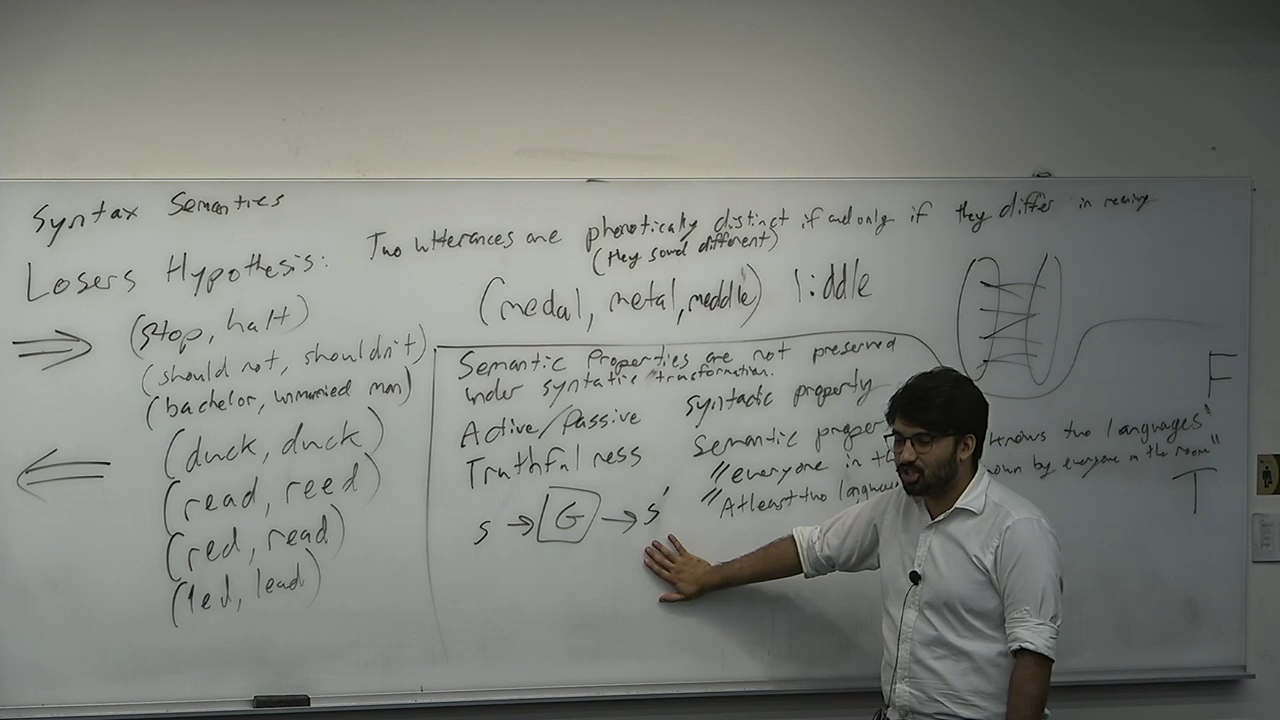 Syntax Semantics
Losers Hypothesis: Two utterances are phonetically distinct if and only if they differ in meaning
(they sound different)
(stop, halt)
(should not, shouldn't)
(bachelor, unmarried man)
(duck, duck)
(read, reed)
(red, read)
(led, lead)
(medal, metal, meddle) liddle
Semantic Properties are not preserved
under syntatic transformation.
Active/Passive
Truthfulness
S → G → S'
syntactic property
Semantic proper
"everyone in th knows two languages" F
"Atleast two langua own by everyone in the room" T